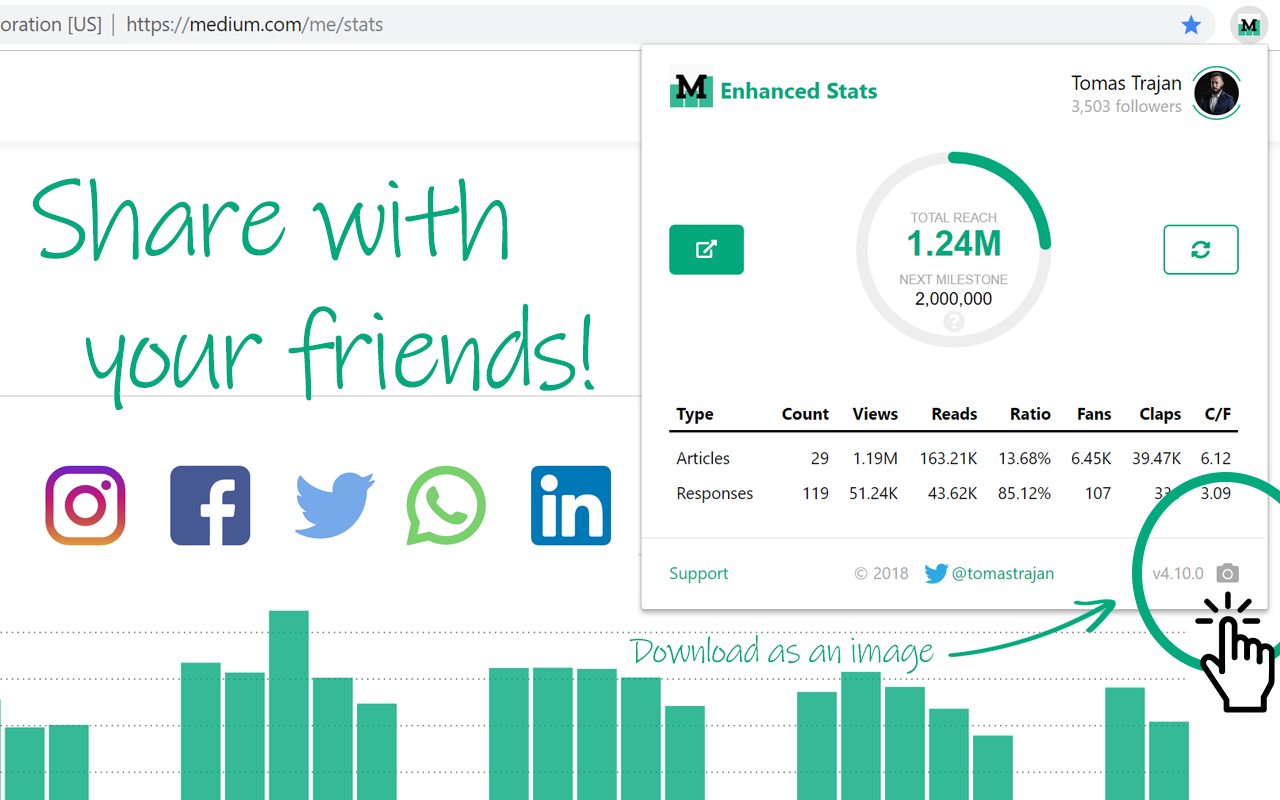 oration [US] | https://medium.com/me/stats
M
M Enhanced Stats
Tomas Trajan
3,503 followers
Share with
your friends!
TOTAL REACH
1.24M
NEXT MILESTONE
2,000,000
?
Type Count Views Reads Ratio Fans Claps C/F
Articles 29 1.19M 163.21K 13.68% 6.45K 39.47K 6.12
Responses 119 51.24K 43.62K 85.12% 107 3.09
in
Support © 2018 @tomastrajan v4.10.0
Download as an image